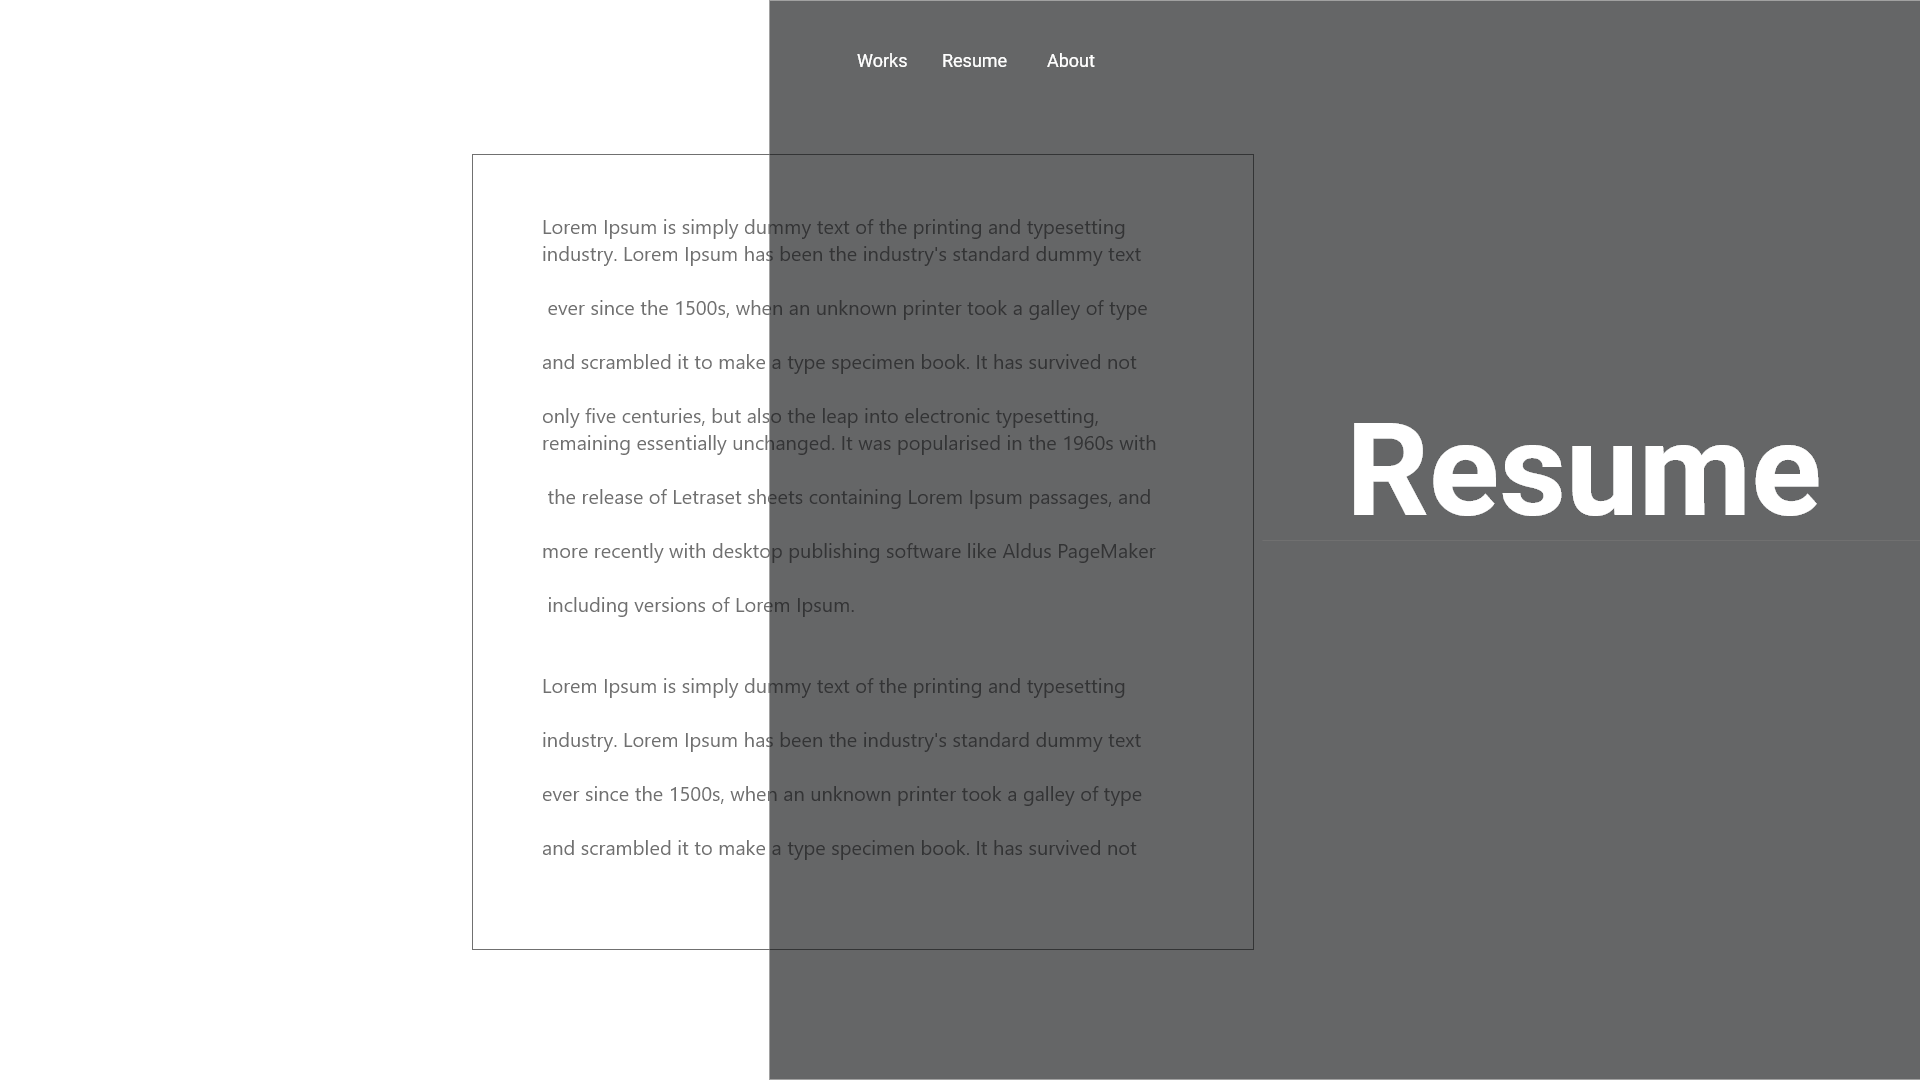 Works Resume About
Lorem Ipsum is simply dummy text of the printing and typesetting
industry. Lorem Ipsum has been the industry's standard dummy text
ever since the 1500s, when an unknown printer took a galley of type
and scrambled it to make a type specimen book. It has survived not
only five centuries, but also the leap into electronic typesetting,
remaining essentially unchanged. It was popularised in the 1960s with
the release of Letraset sheets containing Lorem Ipsum passages, and
more recently with desktop publishing software like Aldus PageMaker
including versions of Lorem Ipsum.
Lorem Ipsum is simply dummy text of the printing and typesetting
industry. Lorem Ipsum has been the industry's standard dummy text
ever since the 1500s, when an unknown printer took a galley of type
and scrambled it to make a type specimen book. It has survived not
Resume